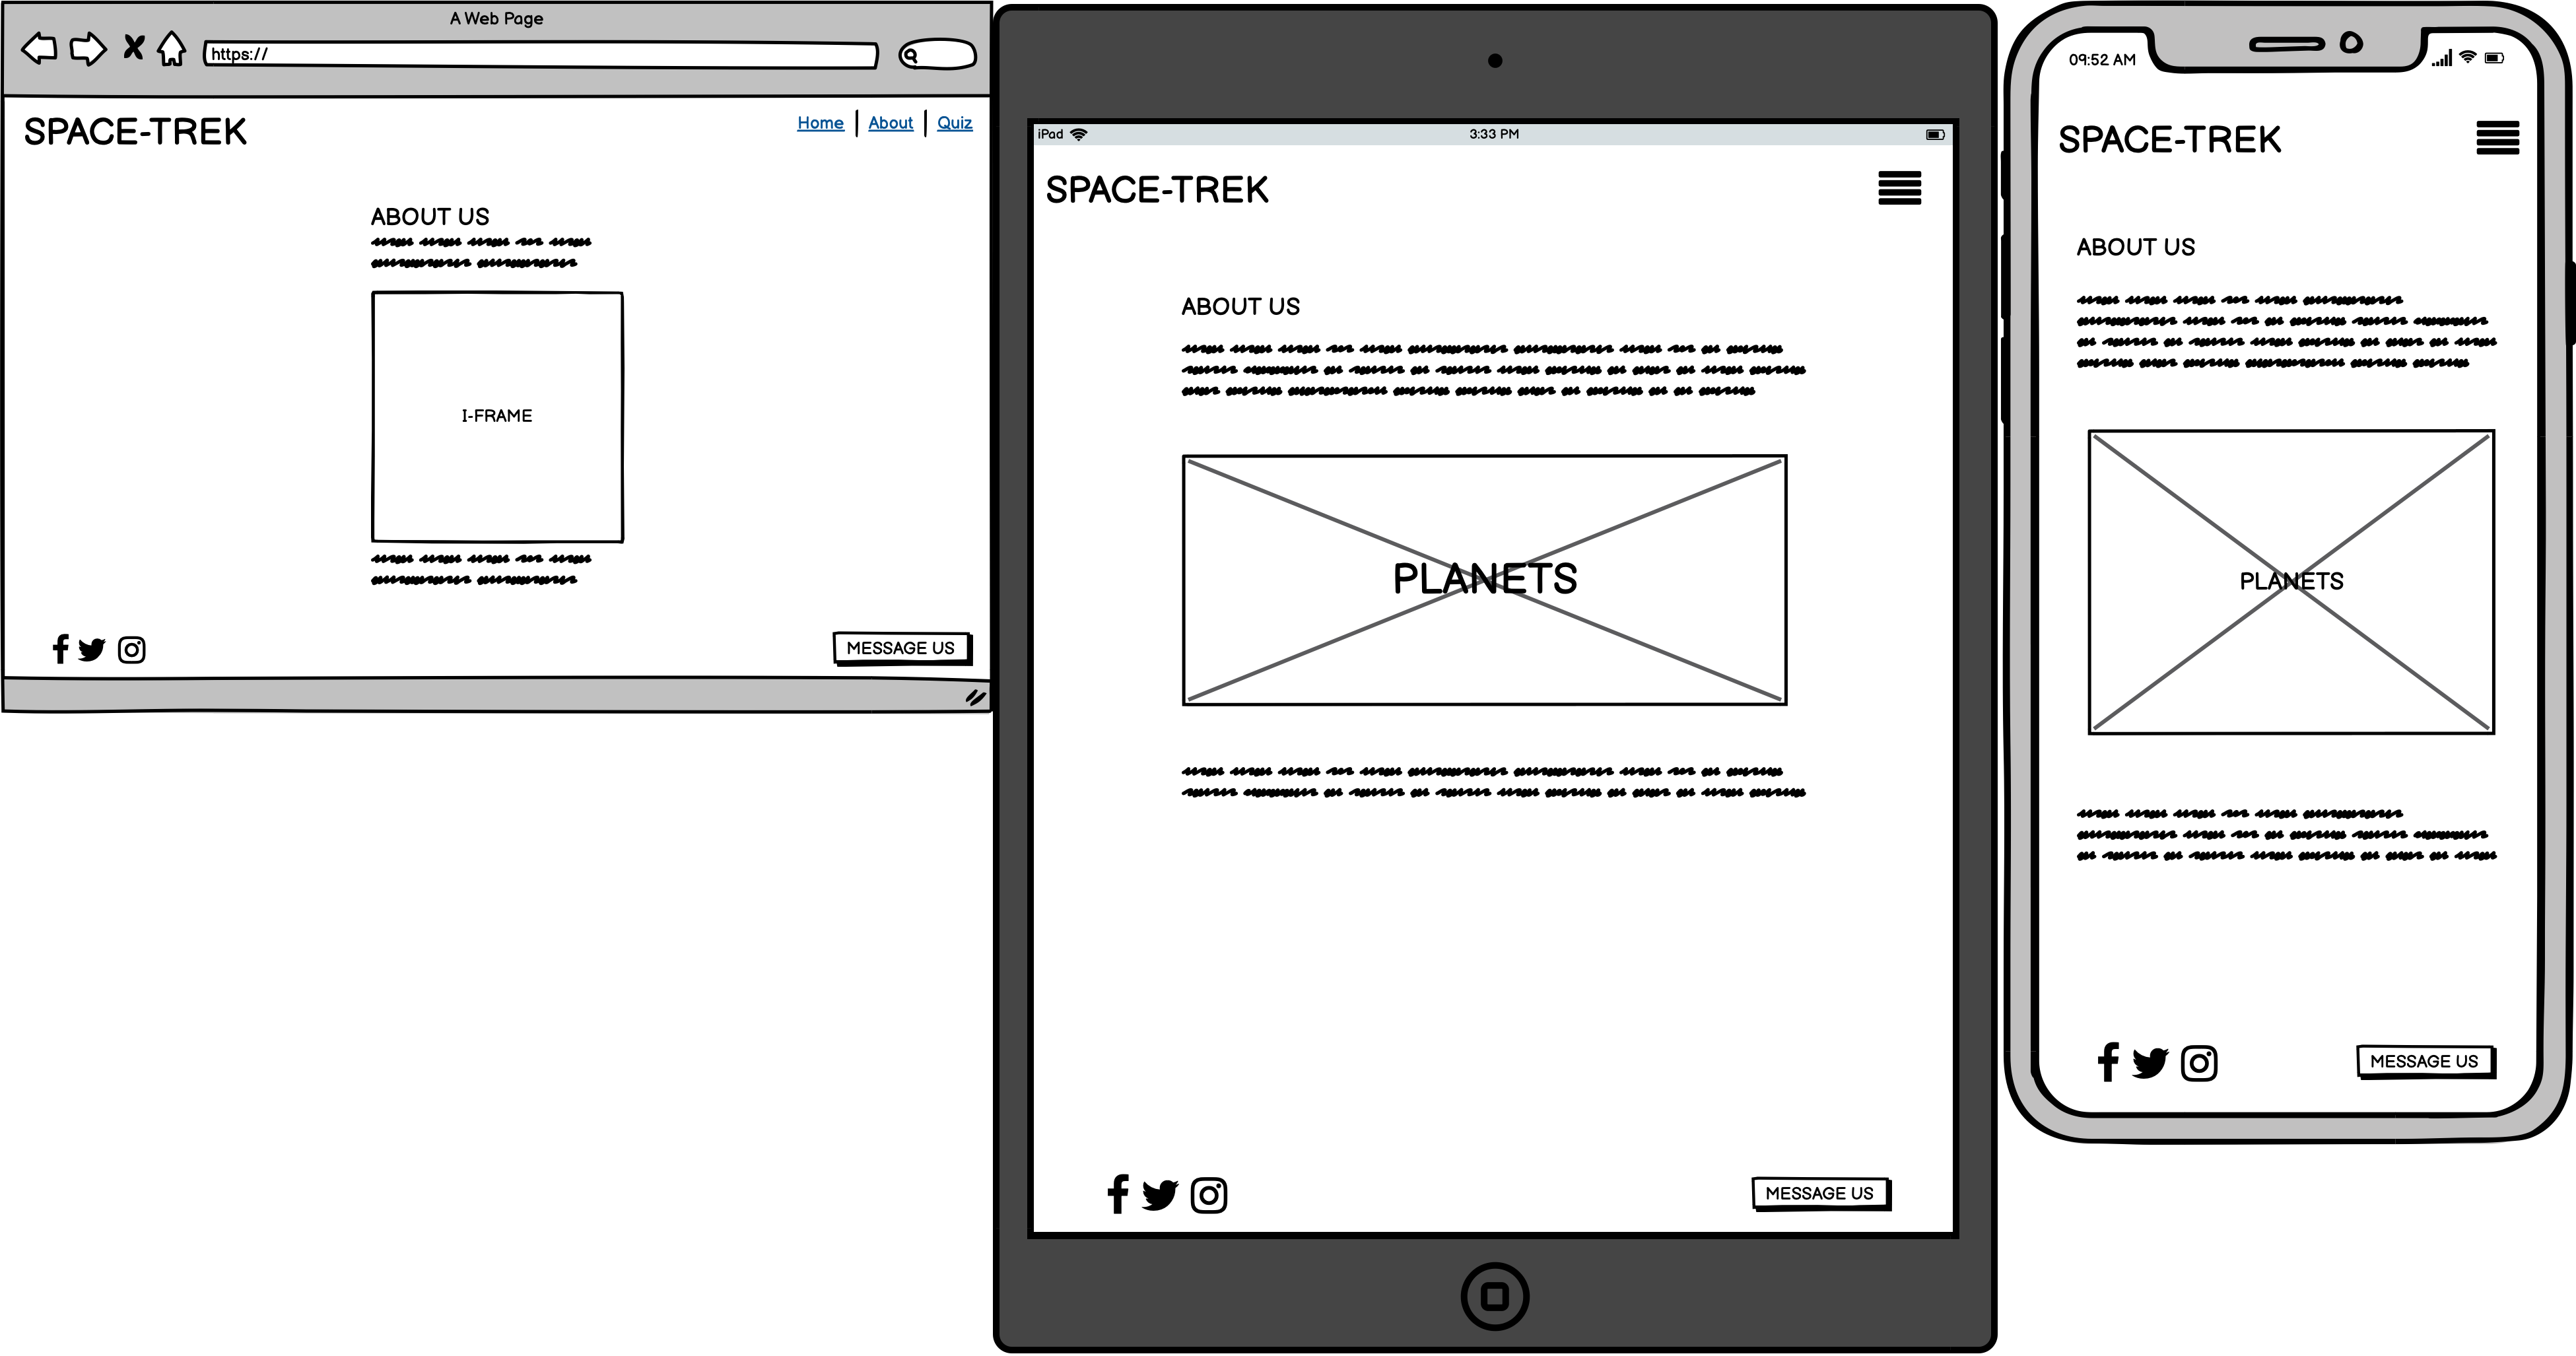 A Web Page
https://
SPACE-TREK
Home | About | Quiz
ABOUT US
I-FRAME
MESSAGE US
iPad
3:33 PM
SPACE-TREK
ABOUT US
PLANETS
MESSAGE US
09:52 AM
SPACE-TREK
ABOUT US
PLANETS
MESSAGE US